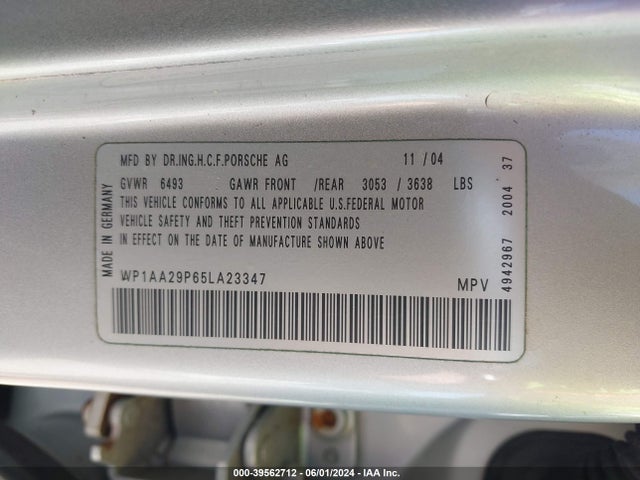 MFD BY DR.ING.H.C.F.PORSCHE AG 11 / 04
GVWR 6493 GAWR FRONT /REAR 3053 / 3638 LBS
THIS VEHICLE CONFORMS TO ALL APPLICABLE U.S.FEDERAL MOTOR
VEHICLE SAFETY AND THEFT PREVENTION STANDARDS
IN EFFECT ON THE DATE OF MANUFACTURE SHOWN ABOVE
WP1AA29P65LA23347 MPV
MADE IN GERMANY
4942967 2004 37
000-39562712 / 06/01/2024 - IAA Inc.